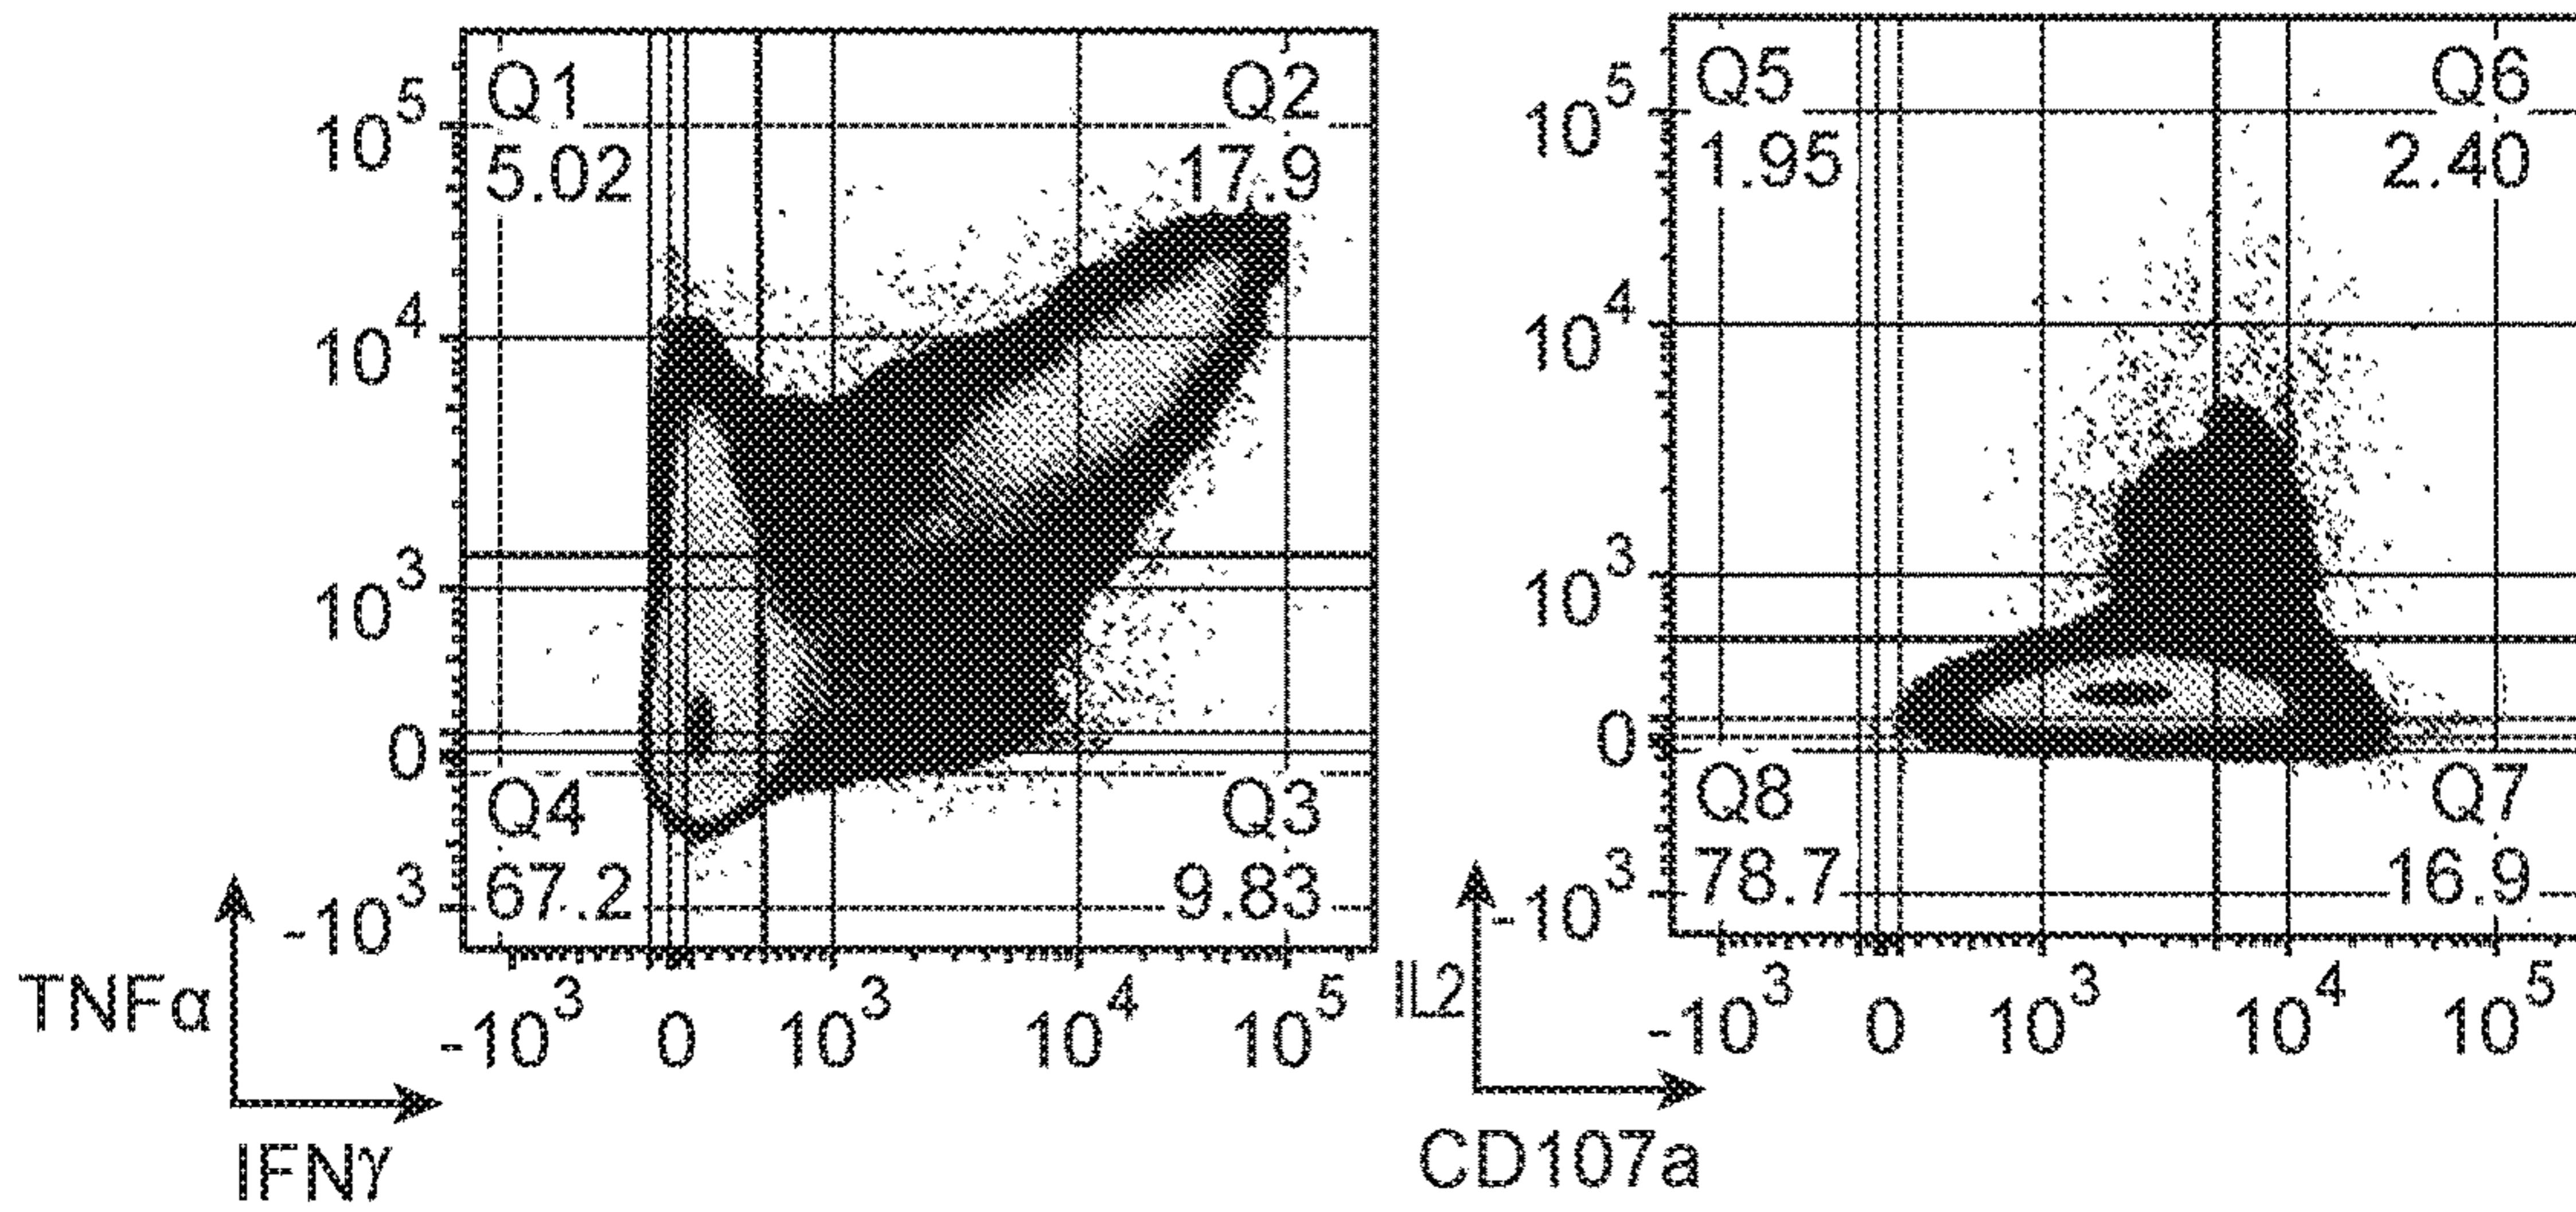 Q1
5.02
Q2
17.9
Q4
67.2
Q3
9.83
10^5
10^4
10^3
0
-10^3
-10^3 0 10^3 10^4 10^5
TNFα
IFNγ
Q5
1.95
Q6
2.40
Q8
78.7
Q7
16.9
10^5
10^4
10^3
0
-10^3
-10^3 0 10^3 10^4 10^5
IL2
CD107a